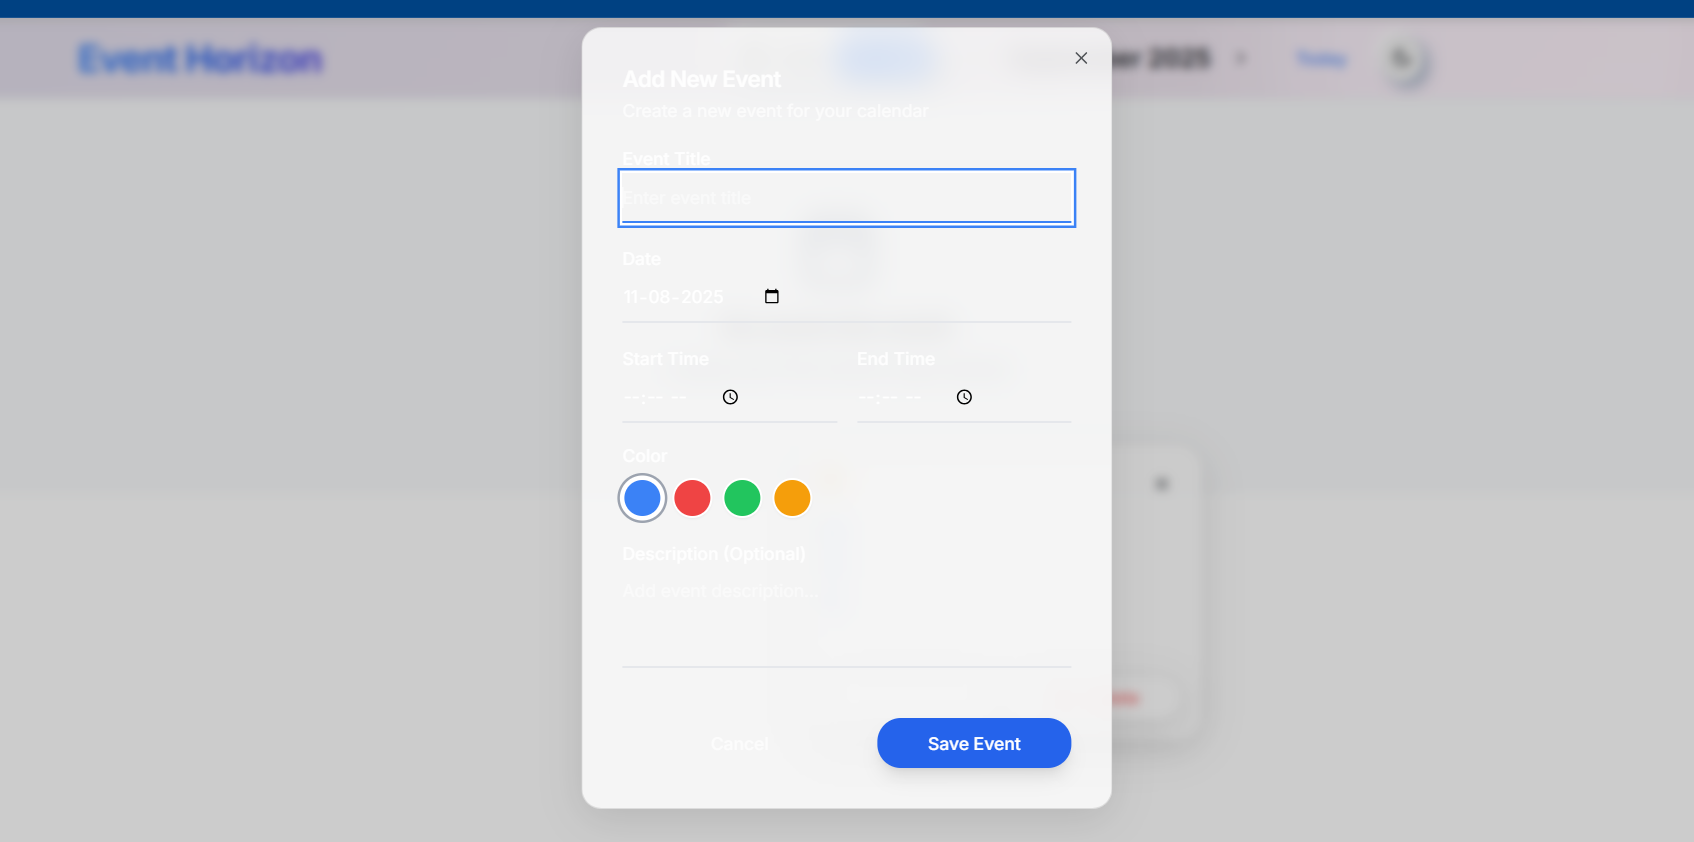 Event Horizon
2025
Today
Add New Event
Create a new event for your calendar
Event Title
Enter event title
Date
11-08-2025
Start Time End Time
--:-- -- --:-- --
Color
Description (Optional)
Add event description...
Cancel Save Event